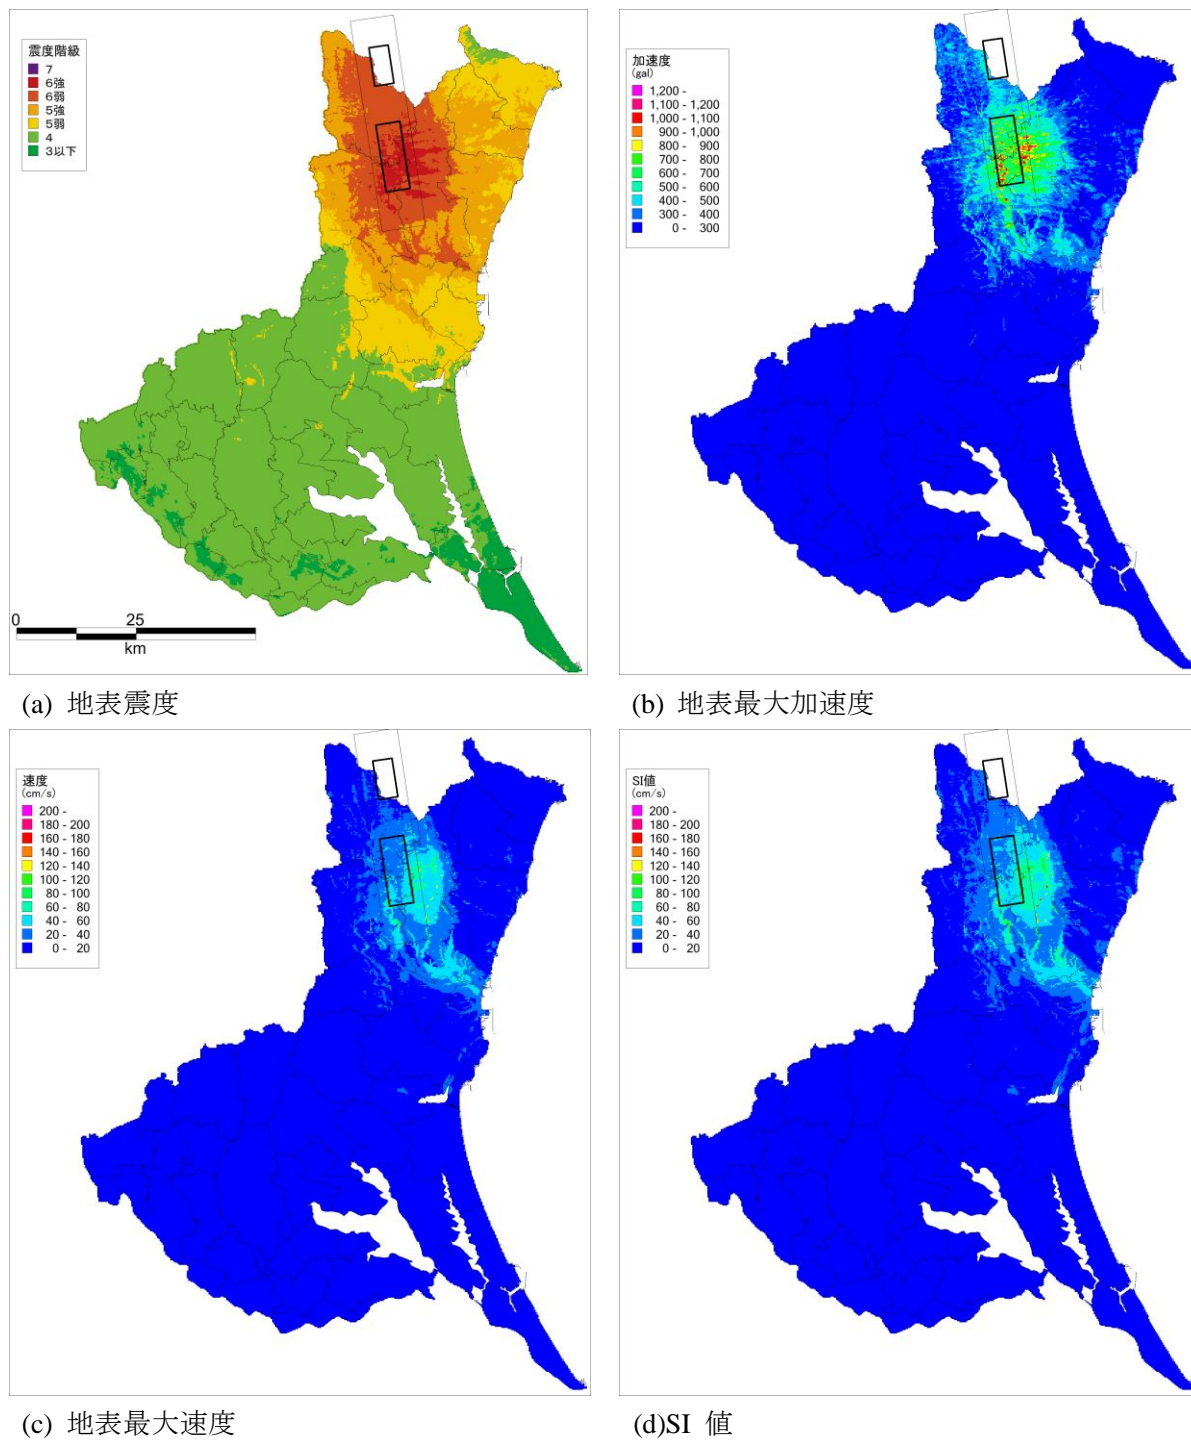 震度階級
7
6強
6弱
5強
5弱
4
3以下
0 25
km
加速度
(gal)
1,200 -
1,100 - 1,200
1,000 - 1,100
900 - 1,000
800 - 900
700 - 800
600 - 700
500 - 600
400 - 500
300 - 400
0 - 300
(a) 地表震度
(b) 地表最大加速度
速度
(cm/s)
200 -
180 - 200
160 - 180
140 - 160
120 - 140
100 - 120
80 - 100
60 - 80
40 - 60
20 - 40
0 - 20
SI値
(cm/s)
200 -
180 - 200
160 - 180
140 - 160
120 - 140
100 - 120
80 - 100
60 - 80
40 - 60
20 - 40
0 - 20
(c) 地表最大速度
(d)SI 値